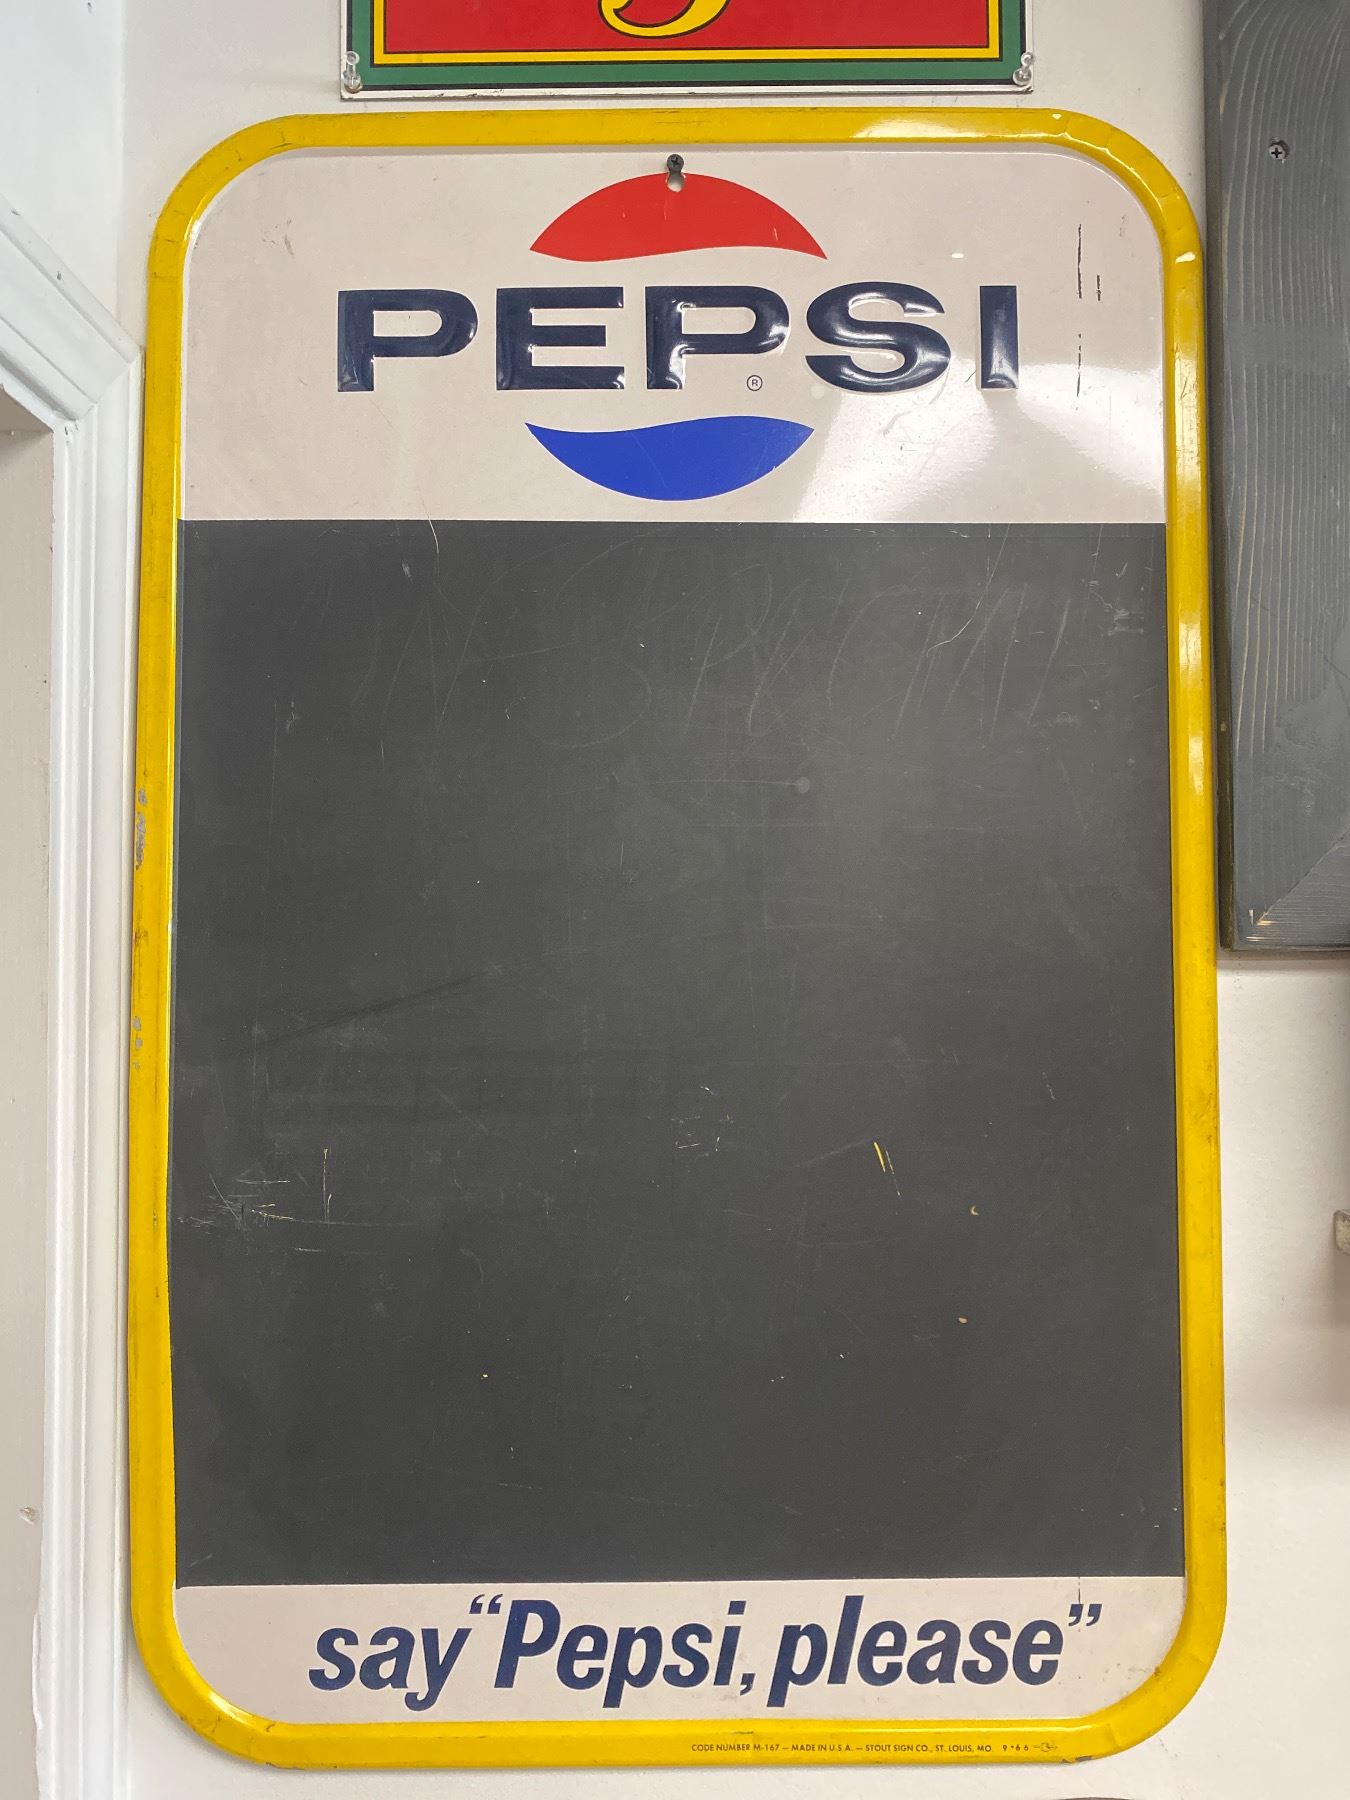 PEPSI
®
say “Pepsi, please”
CODE NUMBER M-167 — MADE IN U.S.A. — STOUT SIGN CO., ST. LOUIS, MO. 9•66